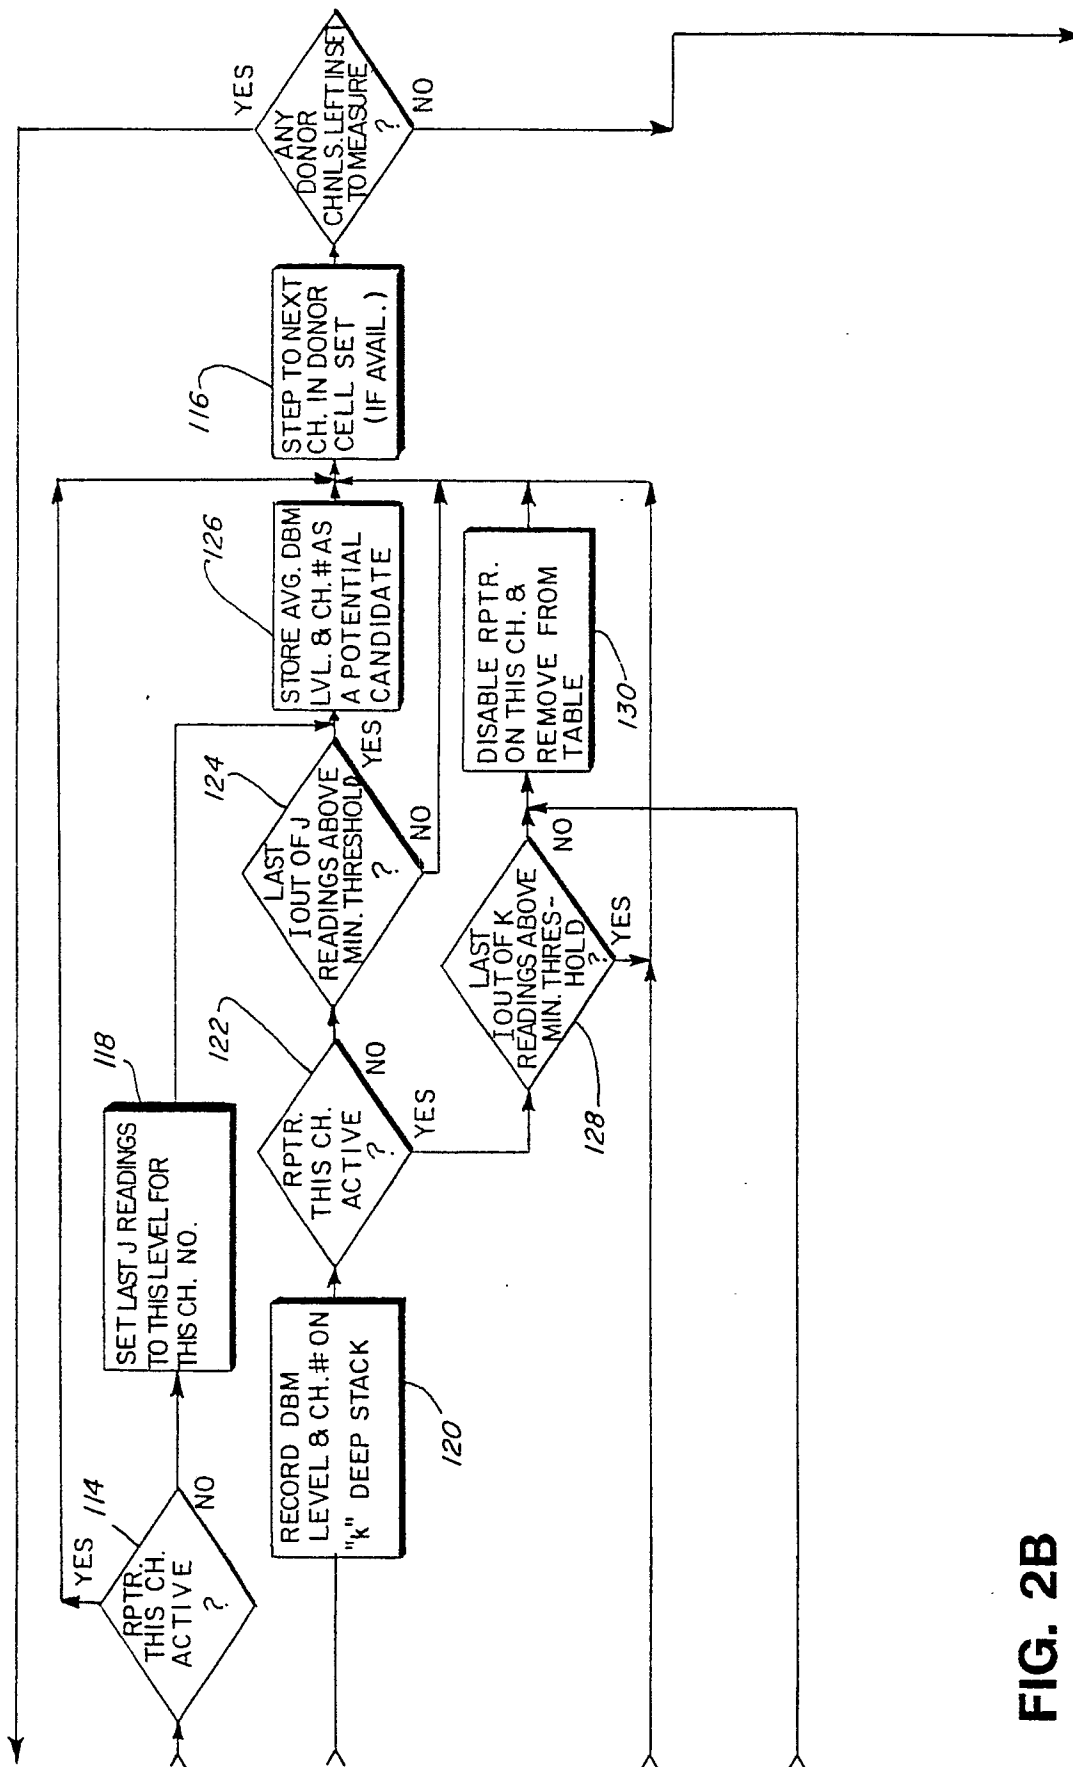 RPTR.
THIS CH.
ACTIVE
?
114
YES
NO
SET LAST J READINGS
TO THIS LEVEL FOR
THIS CH. NO.
118
RECORD DBM
LEVEL & CH.# ON
"K" DEEP STACK
120
RPTR.
THIS CH.
ACTIVE
?
122
NO
YES
LAST
I OUT OF J
READINGS ABOVE
MIN. THRESHOLD
?
124
YES
NO
STORE AVG. DBM
LVL. & CH.# AS
A POTENTIAL
CANDIDATE
126
LAST
I OUT OF K
READINGS ABOVE
MIN. THRES-
HOLD
?
128
NO
YES
DISABLE RPTR.
ON THIS CH. &
REMOVE FROM
TABLE
130
STEP TO NEXT
CH. IN DONOR
CELL SET
(IF AVAIL.)
116
ANY
DONOR
CHNLS. LEFT IN SET
TO MEASURE
?
YES
NO
FIG. 2B